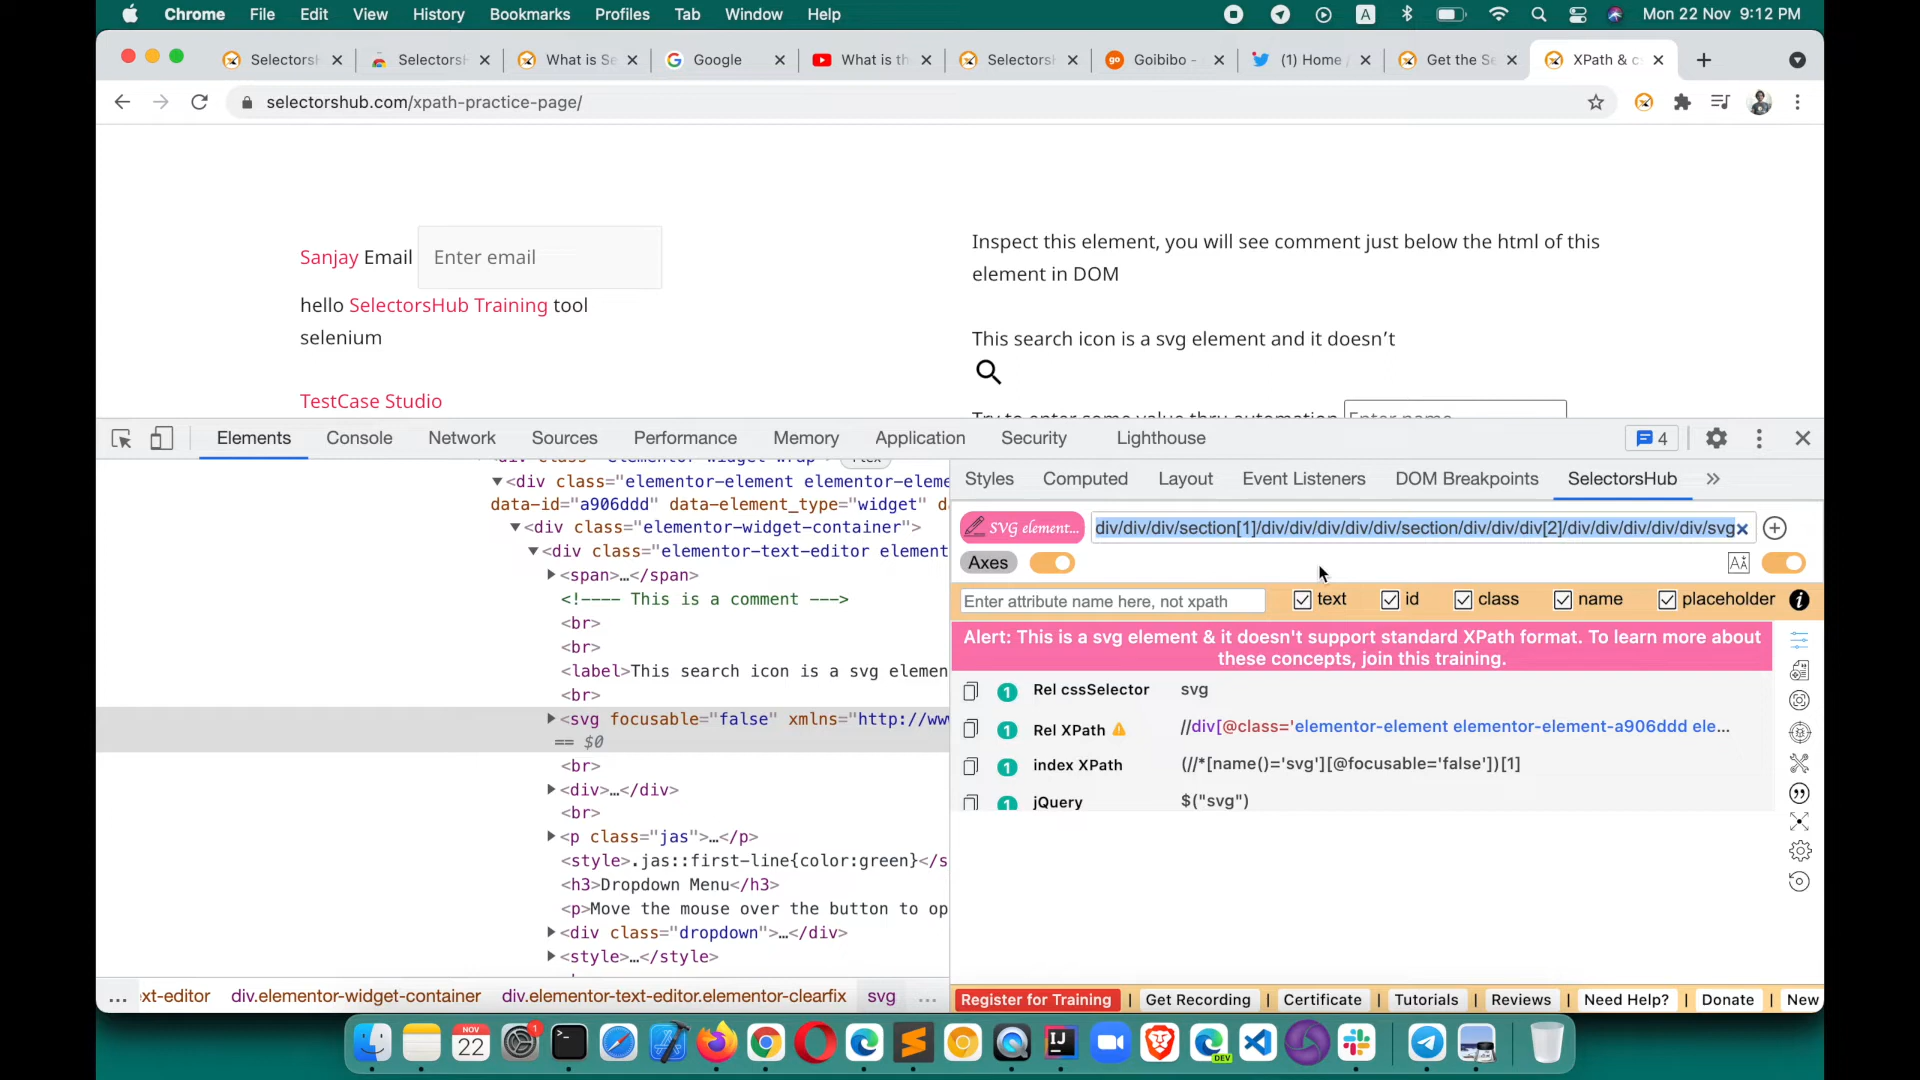 Chrome File Edit View History Bookmarks Profiles Tab Window Help A Mon 22 Nov 9:12 PM
Selectors What is Se Google What is th Selectors Goibibo - (1) Home / Get the Se XPath & c
selectorshub.com/xpath-practice-page/
Sanjay Email Enter email
hello SelectorsHub Training tool
selenium
TestCase Studio
Inspect this element, you will see comment just below the html of this
element in DOM
This search icon is a svg element and it doesn’t
Try to enter some value thru automation Enter name
Elements Console Network Sources Performance Memory Application Security Lighthouse 4
▼<div class="elementor-element elementor-eleme
data-id="a906ddd" data-element_type="widget" d
▼<div class="elementor-widget-container">
▼<div class="elementor-text-editor element
▶<span>…</span>
<!---- This is a comment --->
<br>
<br>
<label>This search icon is a svg elemen
<br>
▶<svg focusable="false" xmlns="http://ww
== $0
<br>
▶<div>…</div>
<br>
▶<p class="jas">…</p>
<style>.jas::first-line{color:green}</s
<h3>Dropdown Menu</h3>
<p>Move the mouse over the button to op
▶<div class="dropdown">…</div>
▶<style>…</style>
... xt-editor div.elementor-widget-container div.elementor-text-editor.elementor-clearfix svg ...
Styles Computed Layout Event Listeners DOM Breakpoints SelectorsHub »
SVG element... div/div/div/section[1]/div/div/div/div/div/section/div/div/div[2]/div/div/div/div/div/svg
Axes
Enter attribute name here, not xpath text id class name placeholder
Alert: This is a svg element & it doesn't support standard XPath format. To learn more about
these concepts, join this training.
1 Rel cssSelector svg
1 Rel XPath //div[@class='elementor-element elementor-element-a906ddd ele...
1 index XPath (//*[name()='svg'][@focusable='false'])[1]
1 jQuery $("svg")
Register for Training | Get Recording | Certificate | Tutorials | Reviews | Need Help? | Donate | New
NOV
22
1
IJ
DEV